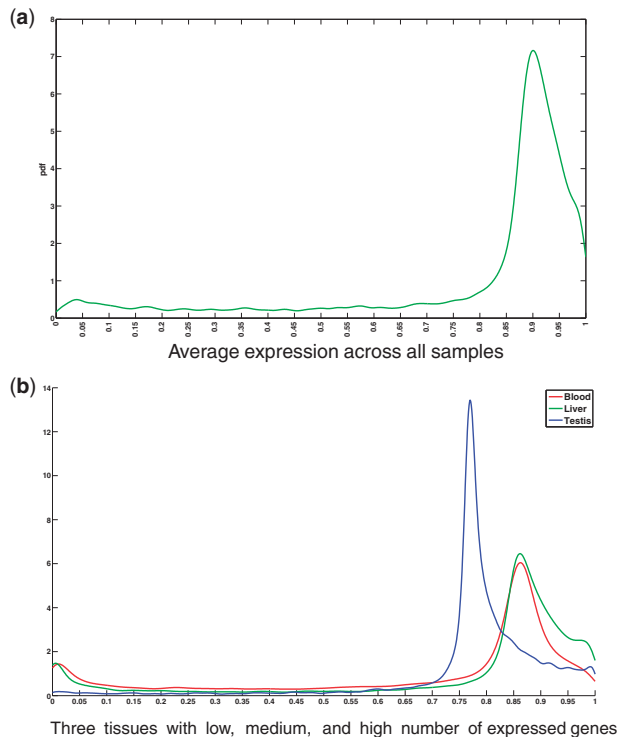 (a)
8
7
6
5
4
3
2
1
0
pdf
0 0.05 0.1 0.15 0.2 0.25 0.3 0.35 0.4 0.45 0.5 0.55 0.6 0.65 0.7 0.75 0.8 0.85 0.9 0.95 1
Average expression across all samples
(b)
14
12
10
8
6
4
2
0
Blood
Liver
Testis
0 0.05 0.1 0.15 0.2 0.25 0.3 0.35 0.4 0.45 0.5 0.55 0.6 0.65 0.7 0.75 0.8 0.85 0.9 0.95 1
Three tissues with low, medium, and high number of expressed genes